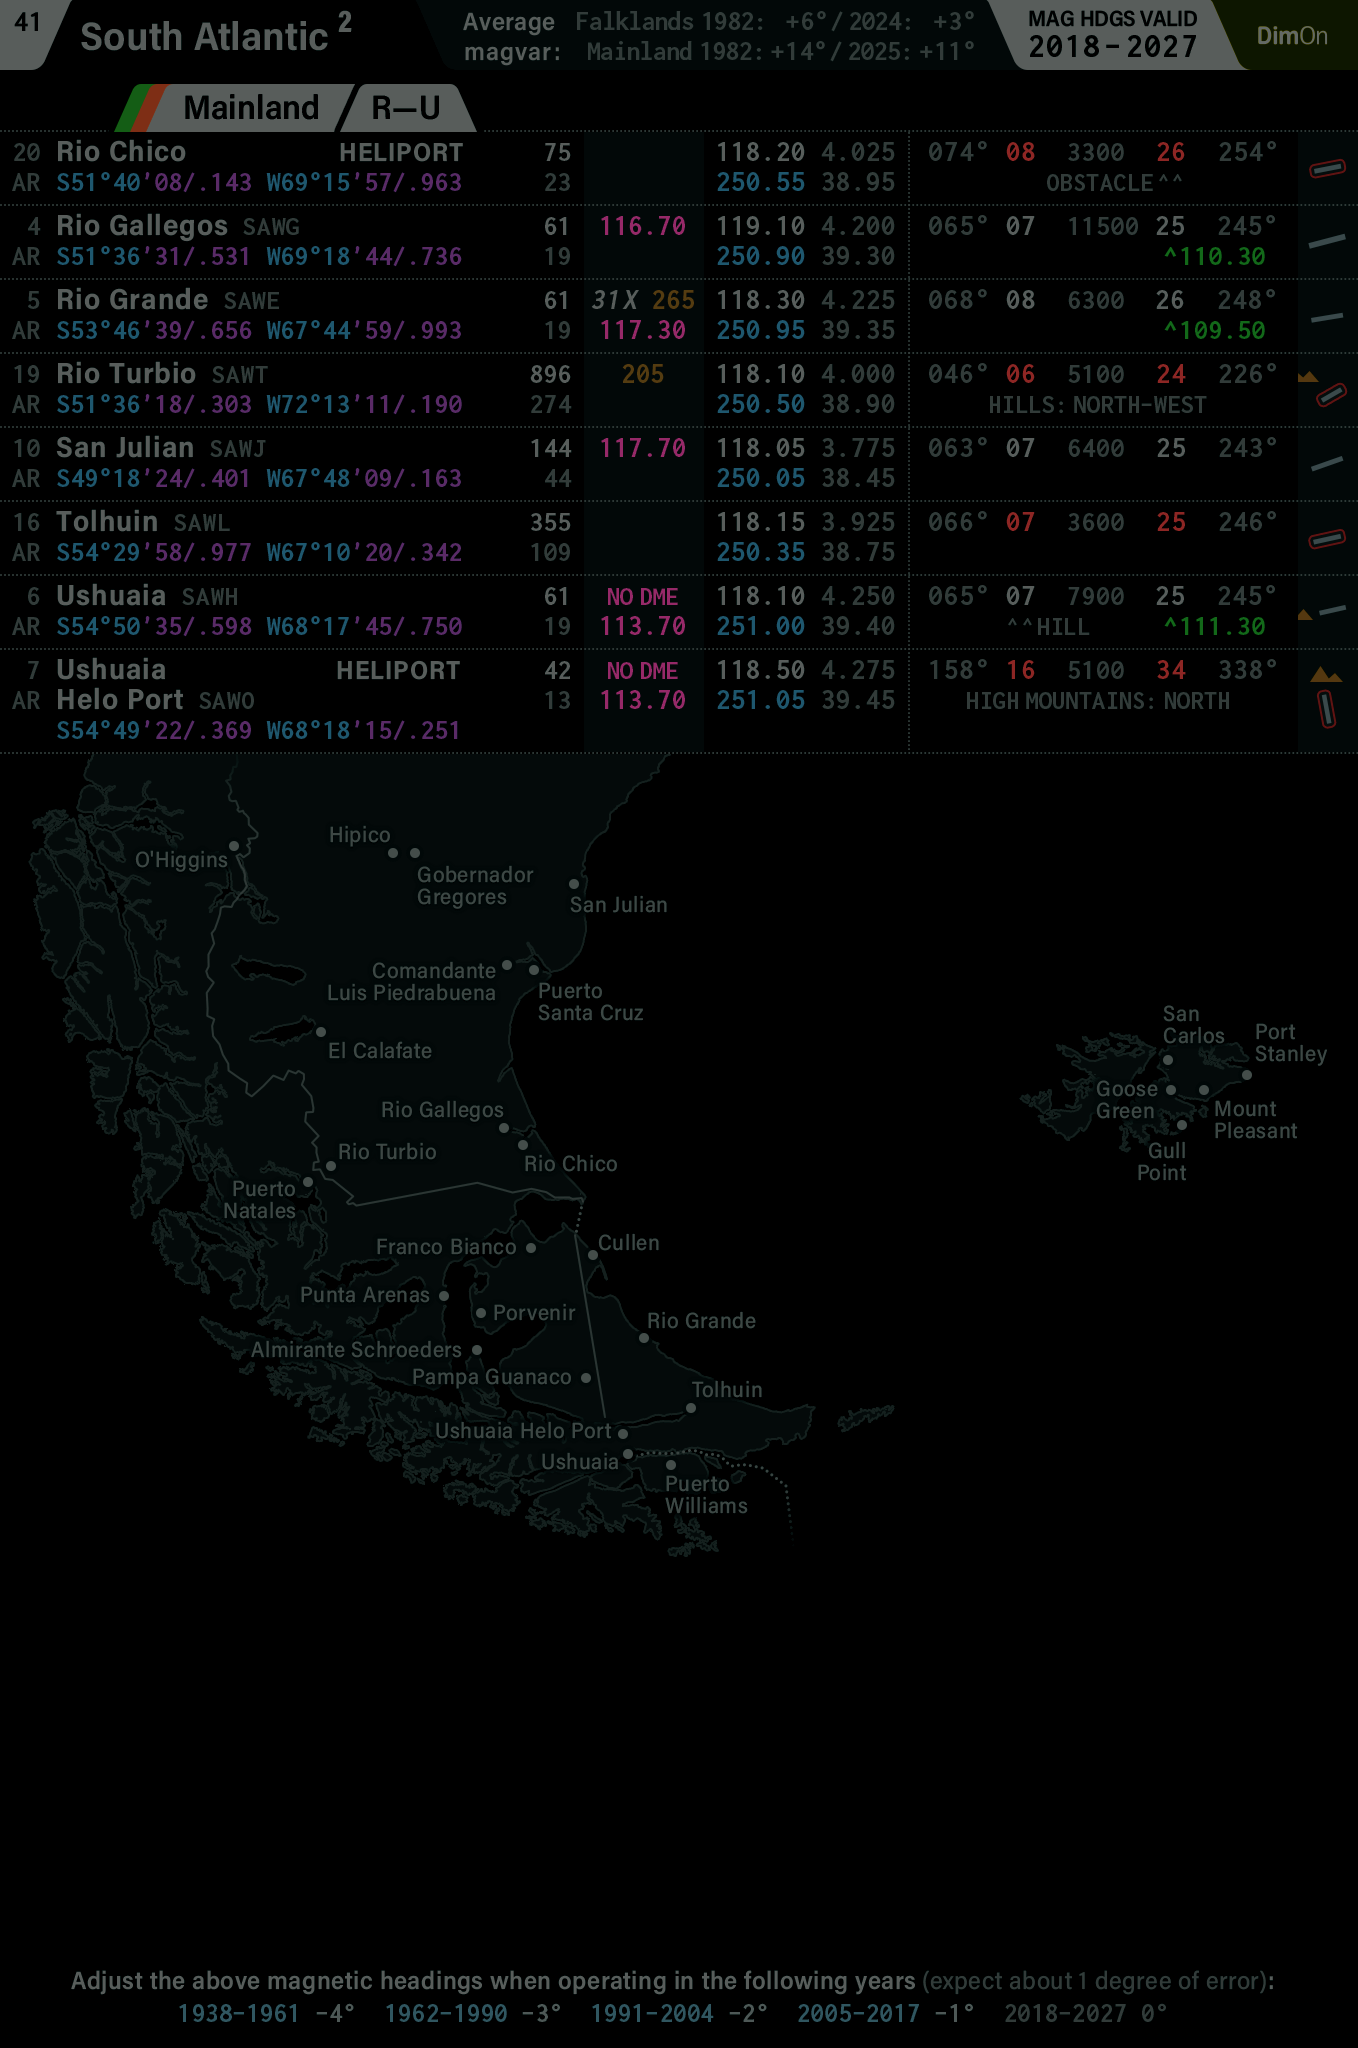 41 South Atlantic 2
Average magvar: Falklands 1982: +6° / 2024: +3°
Mainland 1982: +14° / 2025: +11°
MAG HDGS VALID
2018-2027
DimOn
Mainland R—U
20 Rio Chico HELIPORT 75 118.20 4.025 074° 08 3300 26 254°
AR S51°40'08/.143 W69°15'57/.963 23 250.55 38.95 OBSTACLE^^
4 Rio Gallegos SAWG 61 116.70 119.10 4.200 065° 07 11500 25 245°
AR S51°36'31/.531 W69°18'44/.736 19 250.90 39.30 ^110.30
5 Rio Grande SAWE 61 31X 265 118.30 4.225 068° 08 6300 26 248°
AR S53°46'39/.656 W67°44'59/.993 19 117.30 250.95 39.35 ^109.50
19 Rio Turbio SAWT 896 205 118.10 4.000 046° 06 5100 24 226°
AR S51°36'18/.303 W72°13'11/.190 274 250.50 38.90 HILLS: NORTH-WEST
10 San Julian SAWJ 144 117.70 118.05 3.775 063° 07 6400 25 243°
AR S49°18'24/.401 W67°48'09/.163 44 250.05 38.45
16 Tolhuin SAWL 355 118.15 3.925 066° 07 3600 25 246°
AR S54°29'58/.977 W67°10'20/.342 109 250.35 38.75
6 Ushuaia SAWH 61 NO DME 118.10 4.250 065° 07 7900 25 245°
AR S54°50'35/.598 W68°17'45/.750 19 113.70 251.00 39.40 ^^HILL ^111.30
7 Ushuaia HELIPORT 42 NO DME 118.50 4.275 158° 16 5100 34 338°
AR Helo Port SAWO 13 113.70 251.05 39.45 HIGH MOUNTAINS: NORTH
S54°49'22/.369 W68°18'15/.251
Hipico
O'Higgins
Gobernador
Gregores
San Julian
Comandante
Luis Piedrabuena
Puerto
Santa Cruz
San
Carlos
Port
Stanley
El Calafate
Goose
Green
Mount
Pleasant
Rio Gallegos
Rio Turbio
Rio Chico
Gull
Point
Puerto
Natales
Franco Bianco
Cullen
Punta Arenas
Porvenir
Rio Grande
Almirante Schroeders
Pampa Guanaco
Tolhuin
Ushuaia Helo Port
Ushuaia
Puerto
Williams
Adjust the above magnetic headings when operating in the following years (expect about 1 degree of error):
1938-1961 -4° 1962-1990 -3° 1991-2004 -2° 2005-2017 -1° 2018-2027 0°